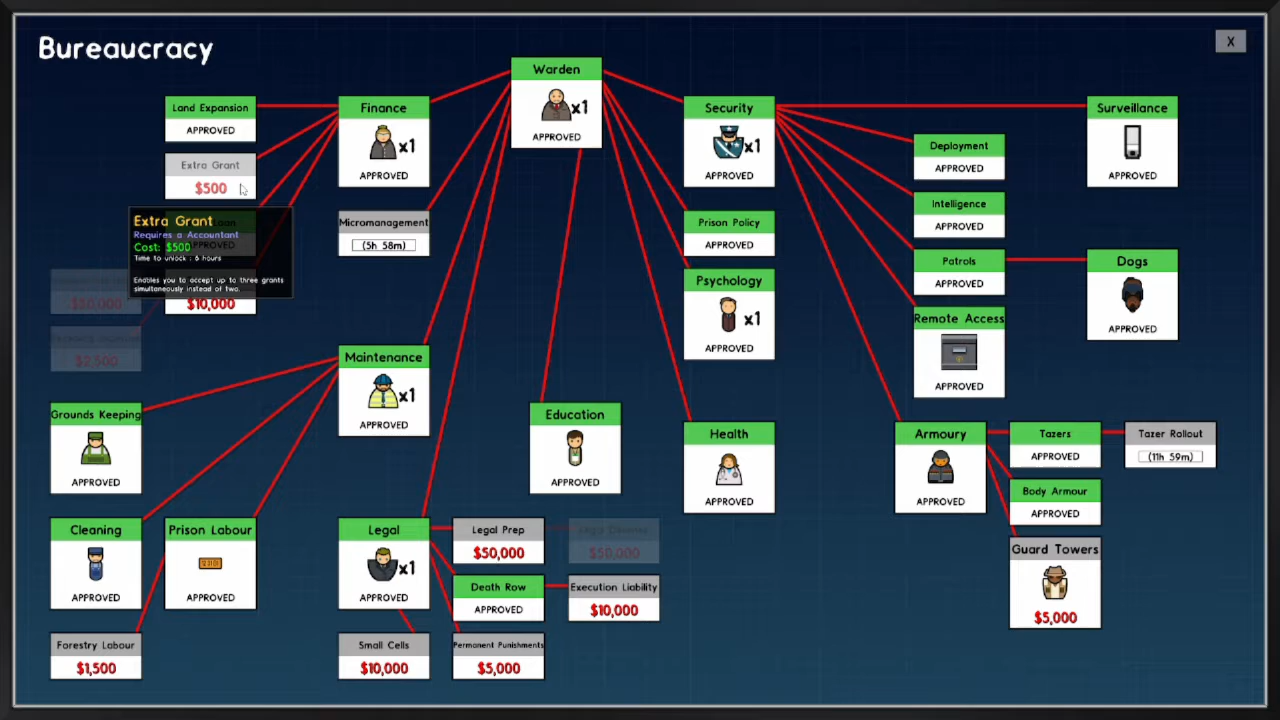 Bureaucracy
X
Warden
x1
APPROVED
Land Expansion
APPROVED
Finance
x1
APPROVED
Security
x1
APPROVED
Surveillance
APPROVED
Extra Grant
$500
Deployment
APPROVED
Intelligence
APPROVED
Extra Grant
Requires a Accountant
Cost: $500
Time to unlock : 6 hours
Enables you to accept up to three grants
simultaneously instead of two.
Micromanagement
(5h 58m)
Prison Policy
APPROVED
Patrols
APPROVED
Dogs
APPROVED
$10,000
Psychology
x1
APPROVED
Remote Access
APPROVED
$2,500
Maintenance
x1
APPROVED
Grounds Keeping
APPROVED
Education
APPROVED
Health
APPROVED
Armoury
APPROVED
Tazers
APPROVED
Tazer Rollout
(11h 59m)
Body Armour
APPROVED
Cleaning
APPROVED
Prison Labour
APPROVED
Legal
x1
APPROVED
Legal Prep
$50,000
$50,000
Death Row
APPROVED
Execution Liability
$10,000
Guard Towers
$5,000
Forestry Labour
$1,500
Small Cells
$10,000
Permanent Punishments
$5,000